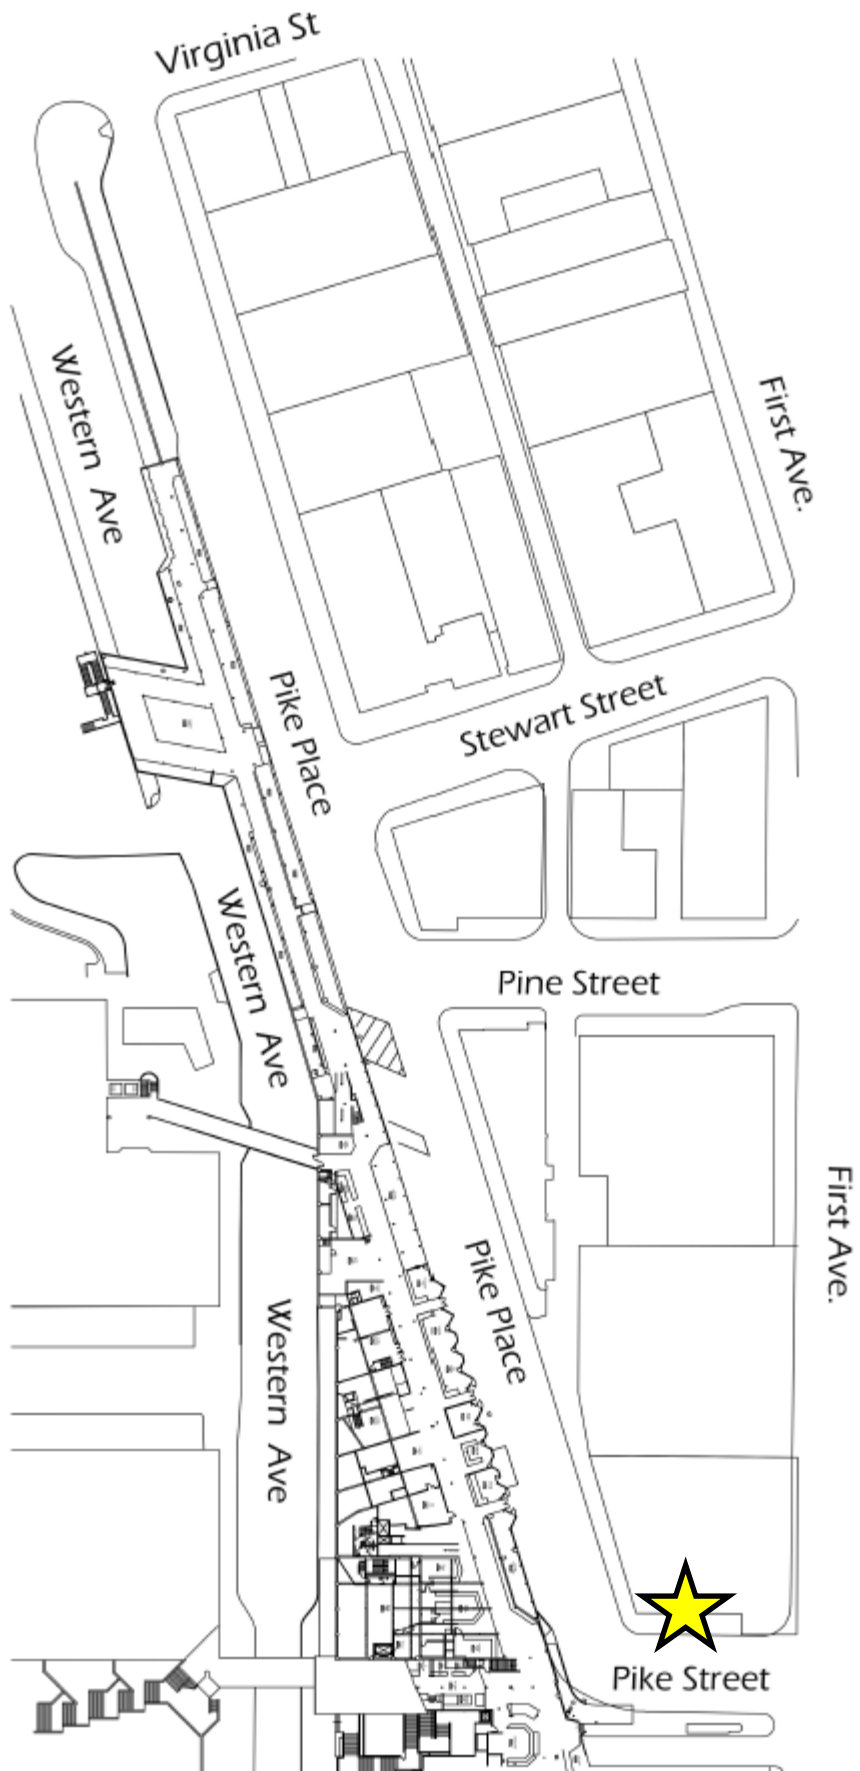 Virginia St
Western Ave
First Ave.
Pike Place
Stewart Street
Western Ave
Pine Street
First Ave.
Pike Place
Western Ave
Pike Street